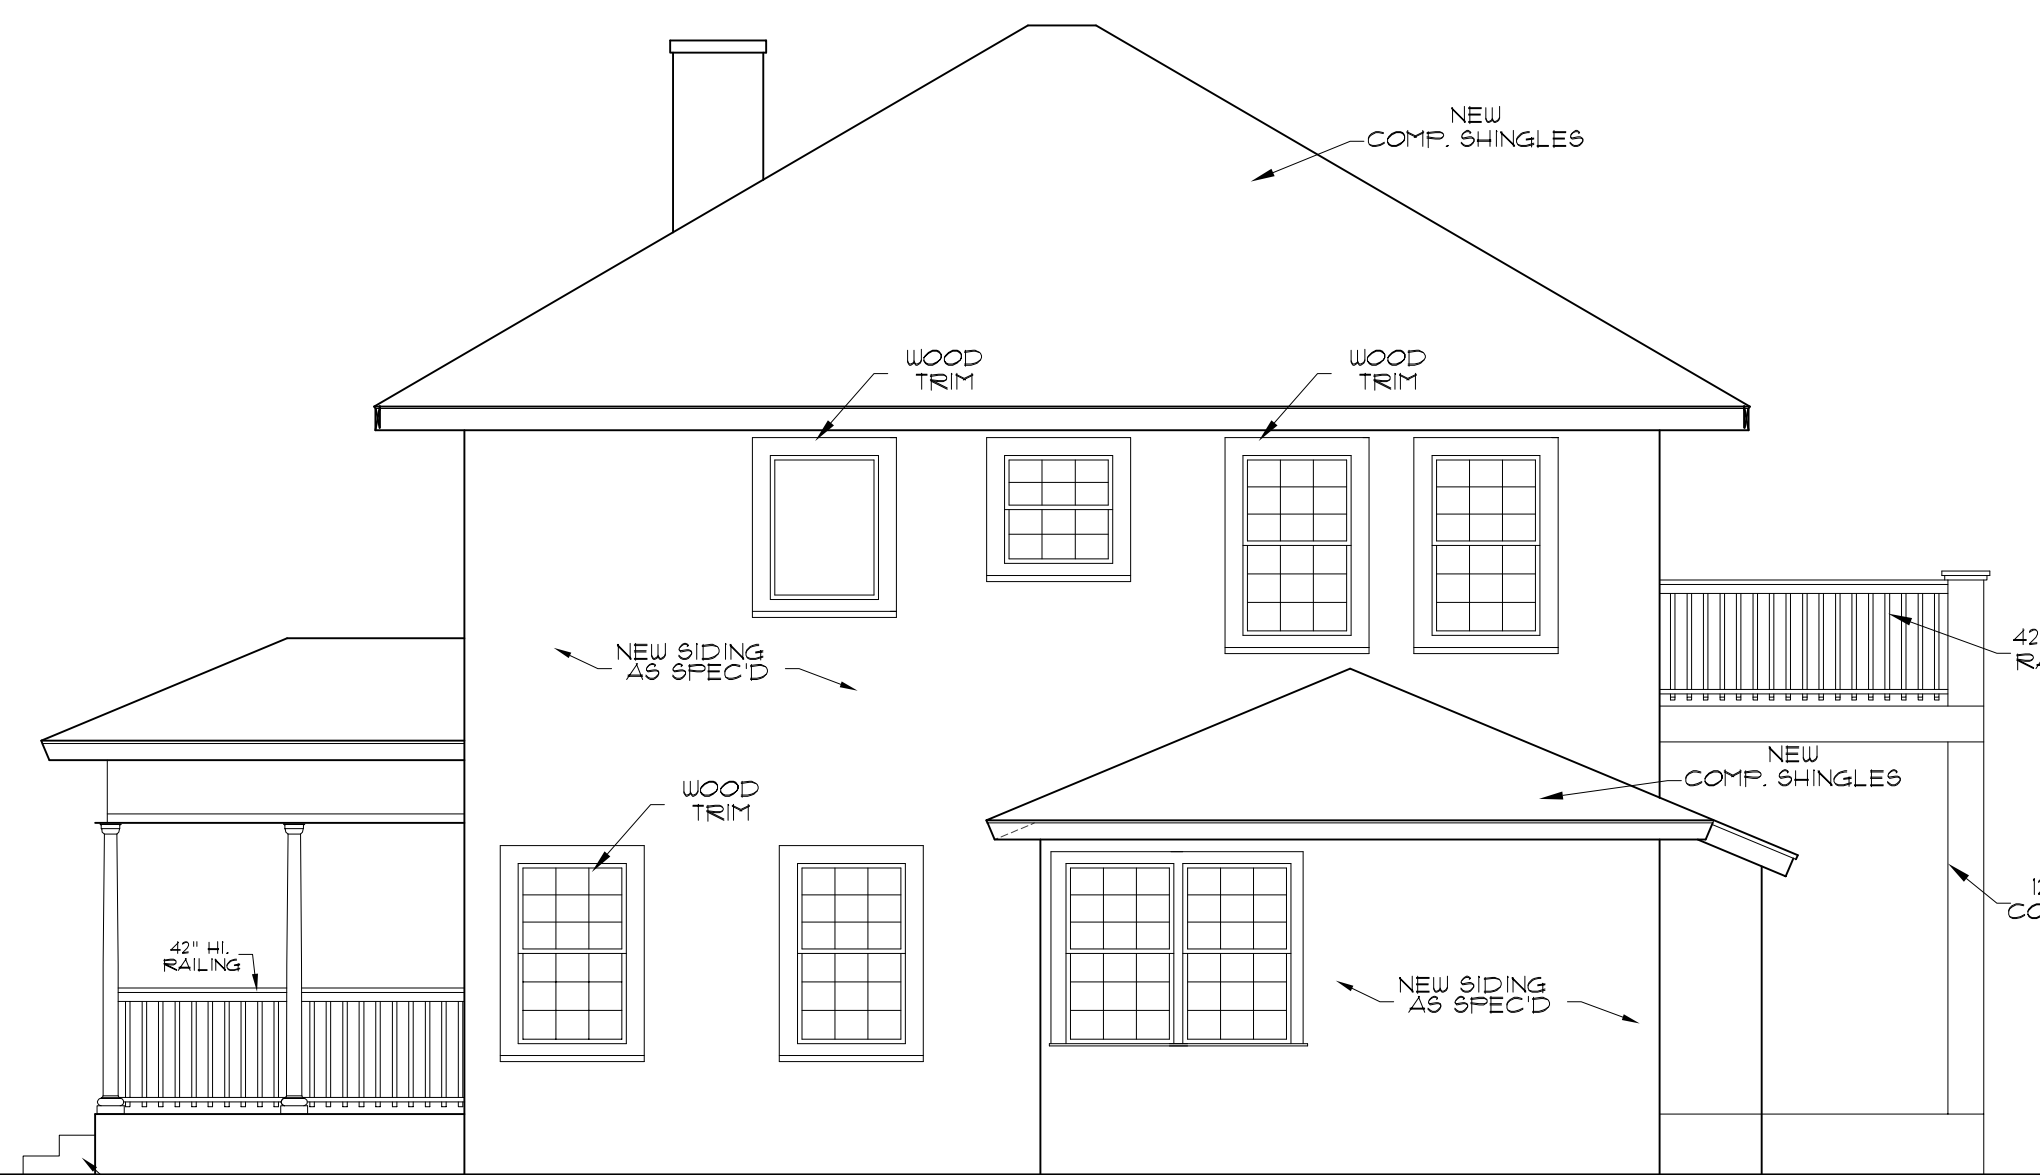 NEW
COMP. SHINGLES
WOOD
TRIM
WOOD
TRIM
NEW SIDING
AS SPEC'D
42
NEW
COMP. SHINGLES
WOOD
TRIM
42" HI.
RAILING
NEW SIDING
AS SPEC'D